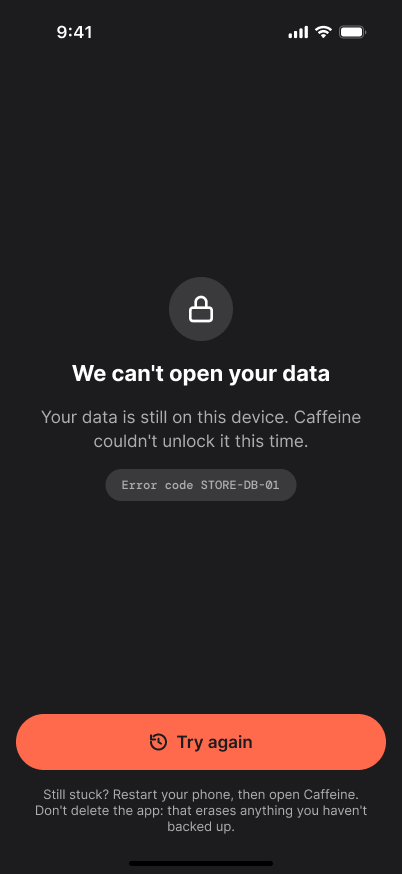 9:41
We can't open your data
Your data is still on this device. Caffeine
couldn't unlock it this time.
Error code STORE-DB-01
Try again
Still stuck? Restart your phone, then open Caffeine.
Don't delete the app: that erases anything you haven't
backed up.